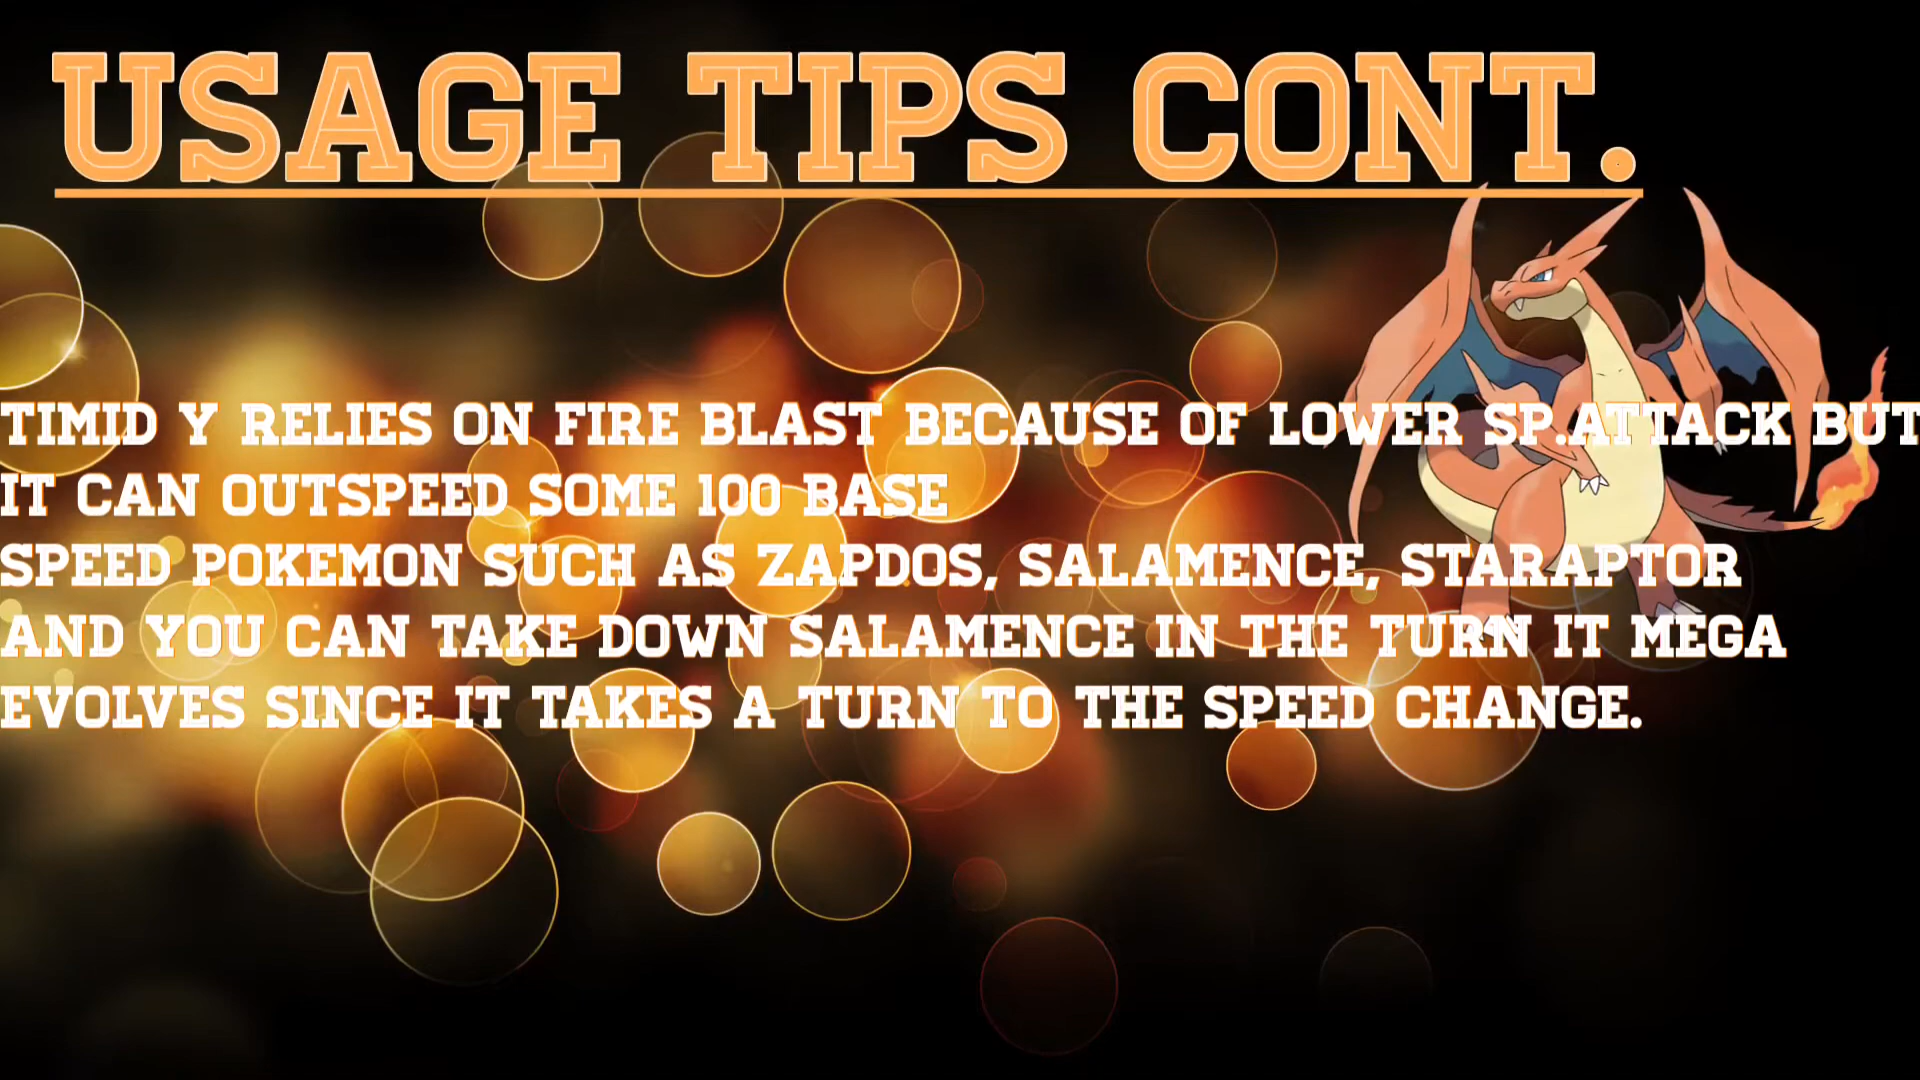 USAGE TIPS CONT.
TIMID Y RELIES ON FIRE BLAST BECAUSE OF LOWER SP.ATTACK BUT
IT CAN OUTSPEED SOME 100 BASE
SPEED POKEMON SUCH AS ZAPDOS, SALAMENCE, STARAPTOR
AND YOU CAN TAKE DOWN SALAMENCE IN THE TURN IT MEGA
EVOLVES SINCE IT TAKES A TURN TO THE SPEED CHANGE.